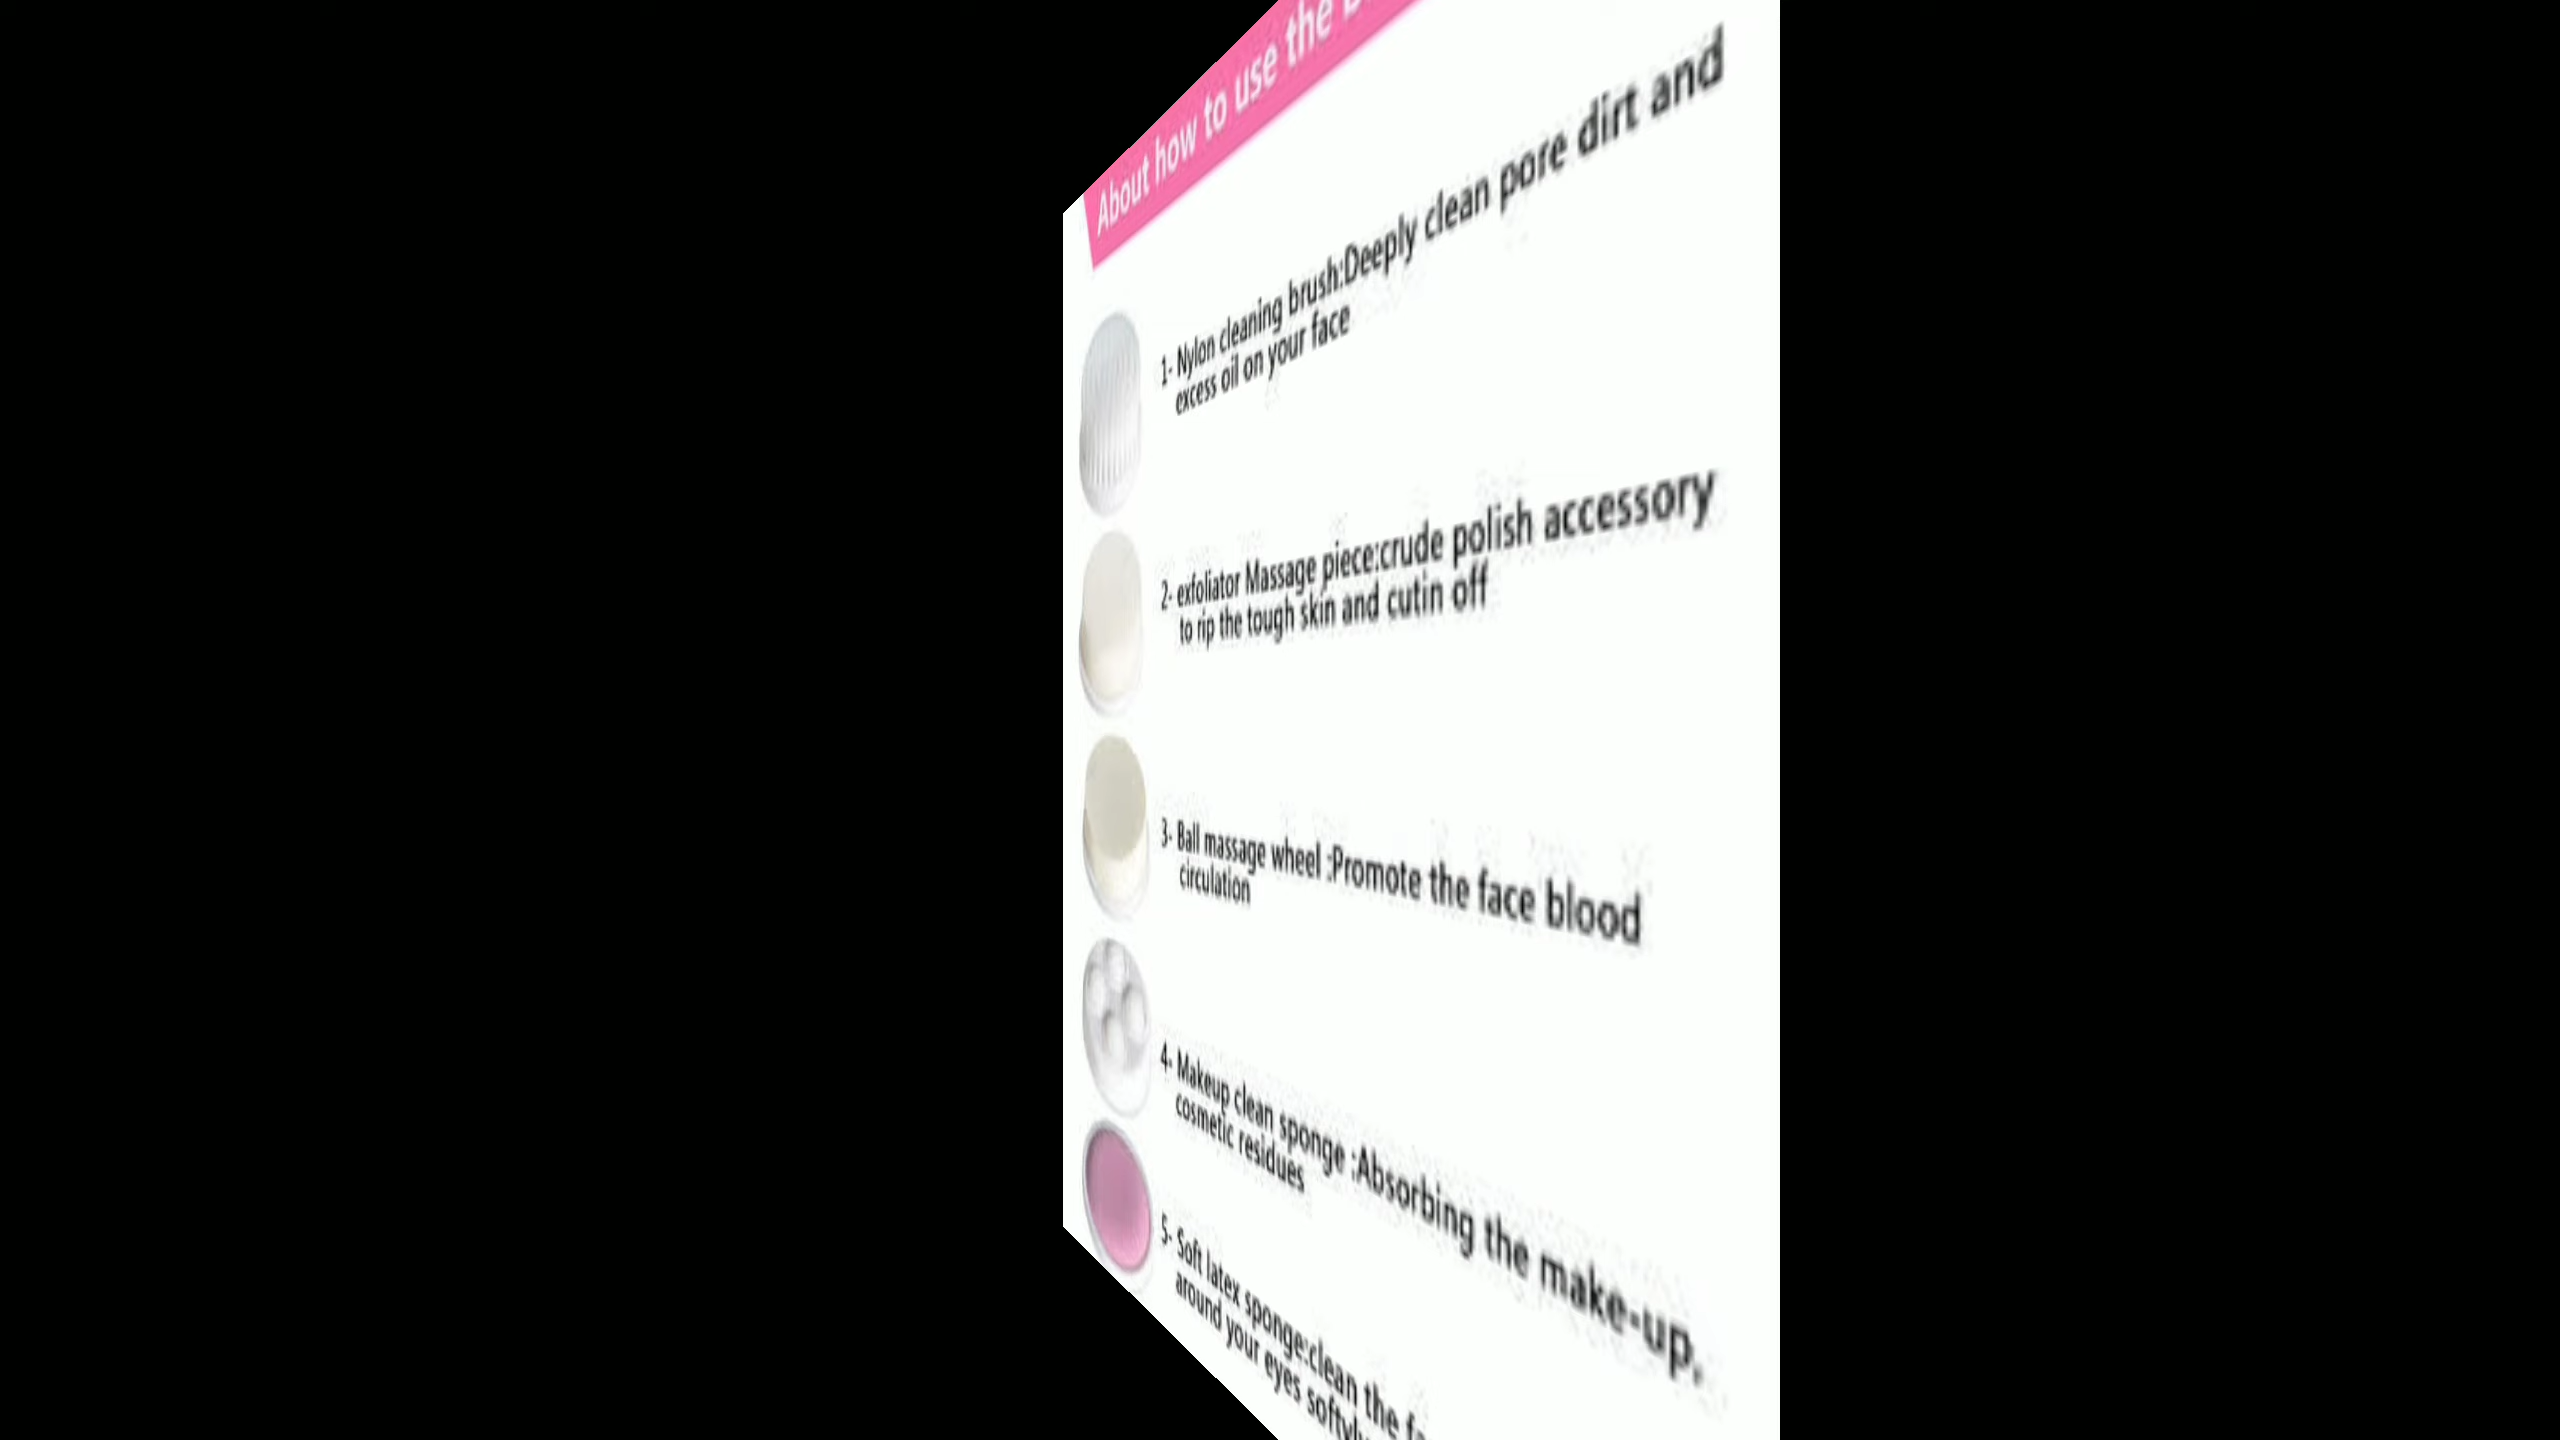 About how to use the
1- Nylon cleaning brush:Deeply clean pore dirt and
excess oil on your face
2- exfoliator Massage piece:crude polish accessory
to rip the tough skin and cutin off
3- Ball massage wheel :Promote the face blood
circulation
4- Makeup clean sponge :Absorbing the make-up,
cosmetic residues
5- Soft latex sponge:clean the
around your eyes softly